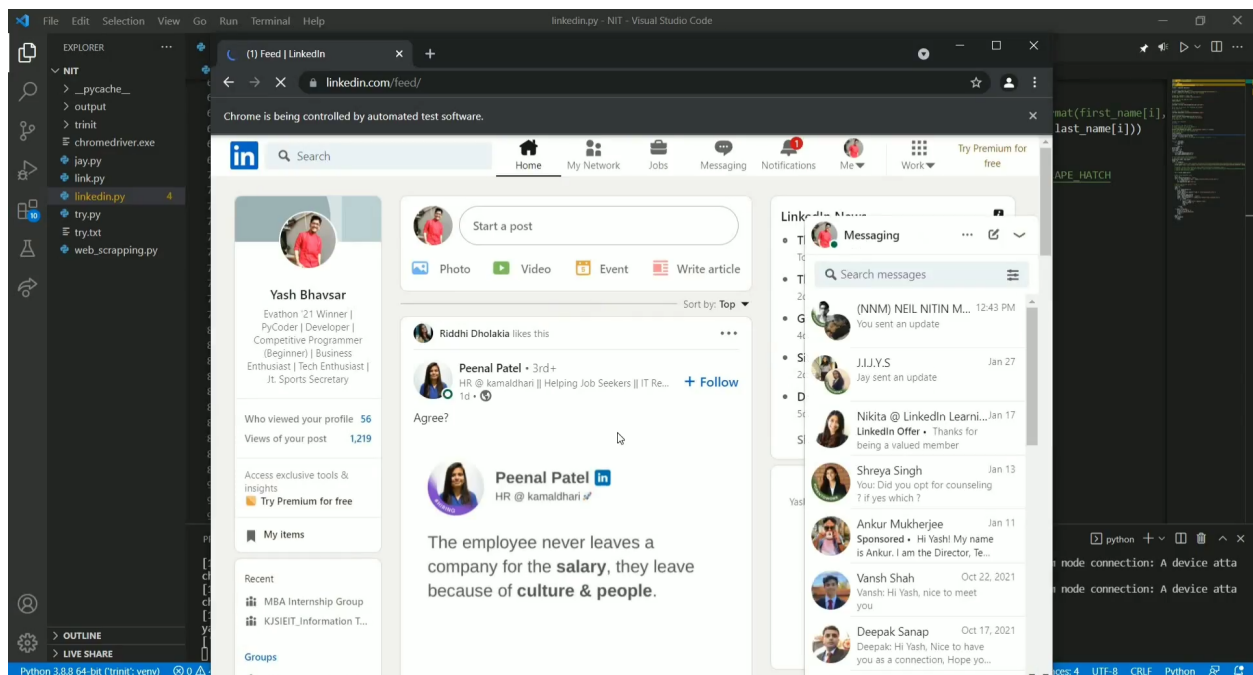 File Edit Selection View Go Run Terminal Help
linkedin.py - NIT - Visual Studio Code
EXPLORER
NIT
__pycache__
output
trinit
chromedriver.exe
jay.py
link.py
linkedin.py 4
try.py
try.txt
web_scrapping.py
OUTLINE
LIVE SHARE
10
(1) Feed | LinkedIn
linkedin.com/feed/
Chrome is being controlled by automated test software.
in
Search
Home
My Network
Jobs
Messaging
1
Notifications
Me
Work
Try Premium for
free
Yash Bhavsar
Evathon '21 Winner |
PyCoder | Developer |
Competitive Programmer
(Beginner) | Business
Enthusiast | Tech Enthusiast |
Jt. Sports Secretary
Who viewed your profile 56
Views of your post 1,219
Access exclusive tools &
insights
Try Premium for free
My items
Recent
MBA Internship Group
KJSIEIT_Information T...
Groups
Start a post
Photo
Video
Event
Write article
Sort by: Top
Riddhi Dholakia likes this
Peenal Patel • 3rd+
HR @ kamaldhari || Helping Job Seekers || IT Re...
1d •
+ Follow
Agree?
Peenal Patel in
HR @ kamaldhari
HIRING
The employee never leaves a
company for the salary, they leave
because of culture & people.
LinkedIn News
Messaging
Search messages
(NNM) NEIL NITIN M... 12:43 PM
You sent an update
J.I.J.Y.S Jan 27
Jay sent an update
Nikita @ LinkedIn Learni... Jan 17
LinkedIn Offer • Thanks for
being a valued member
Shreya Singh Jan 13
You: Did you opt for counseling
? if yes which ?
Ankur Mukherjee Jan 11
Sponsored • Hi Yash! My name
is Ankur. I am the Director, Te...
Vansh Shah Oct 22, 2021
Vansh: Hi Yash, nice to meet
you
Deepak Sanap Oct 17, 2021
Deepak: Hi Yash, Nice to have
you as a connection, Hope yo...
mat(first_name[i],
last_name[i]))
APE_HATCH
python
node connection: A device atta
node connection: A device atta
Python 3.8.8 64-bit ('trinit': venv) 0
aces: 4 UTF-8 CRLF Python